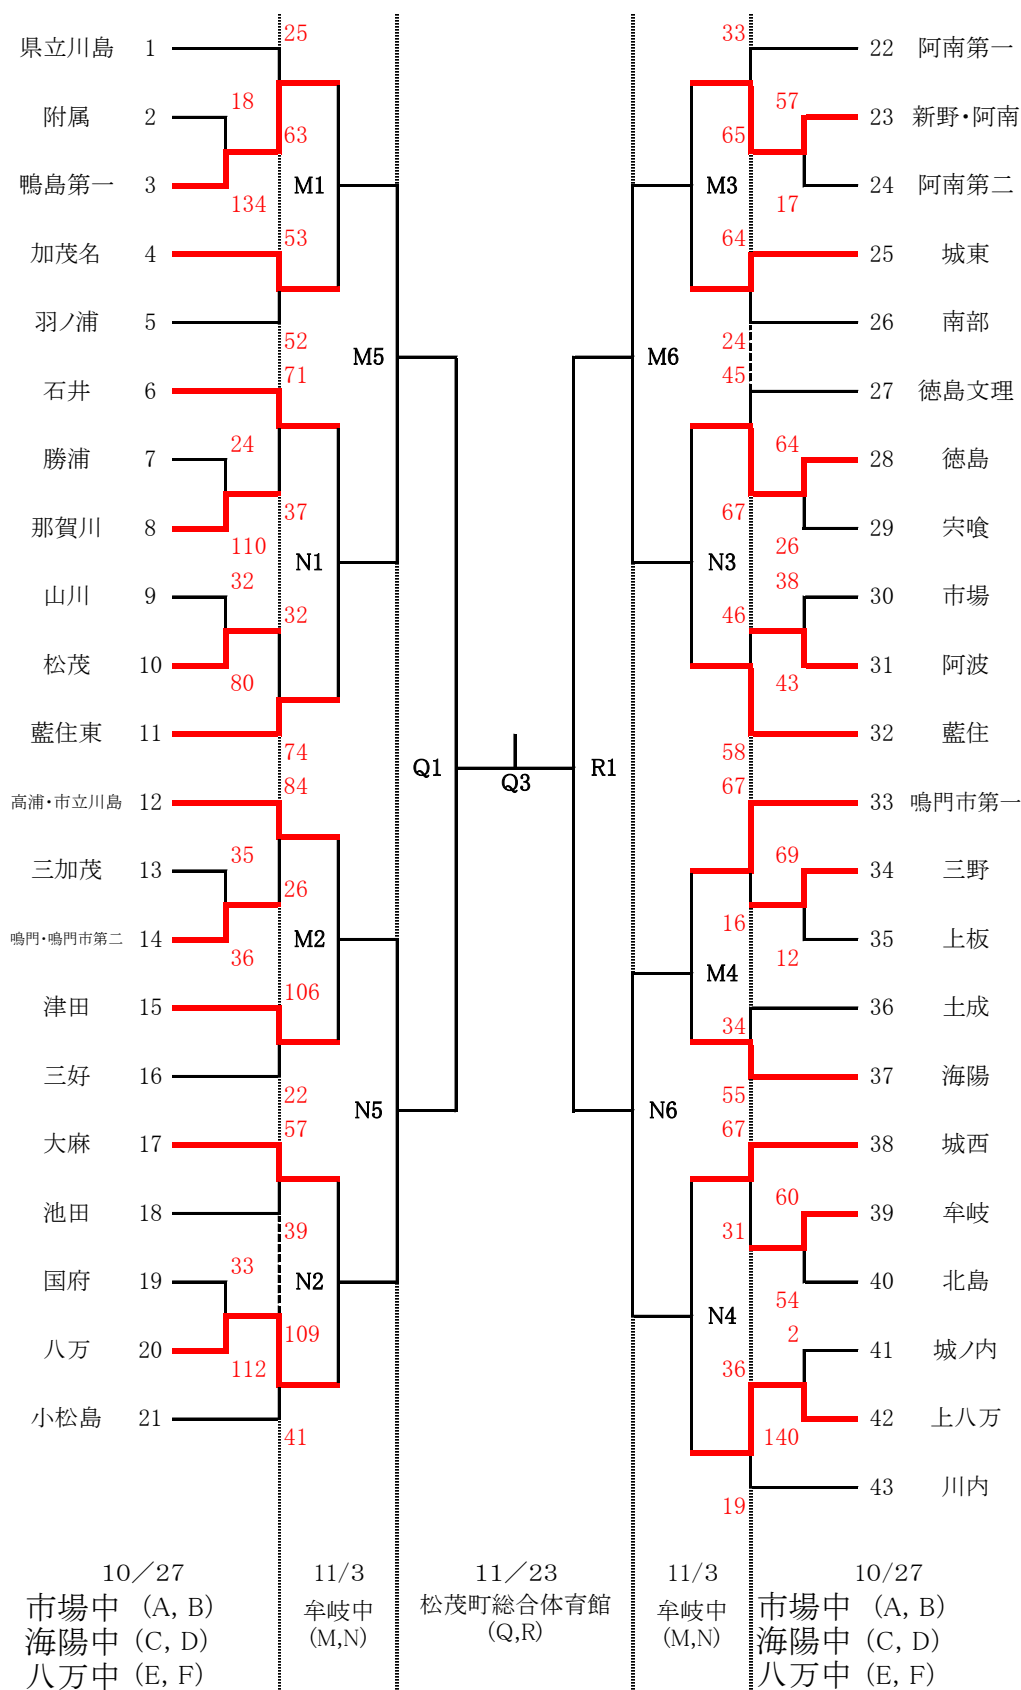 県立川島 1 25 33 22 阿南第一
附属 2 18 63 65 57 23 新野・阿南
鴨島第一 3 134 M1 M3 17 24 阿南第二
加茂名 4 53 64 25 城東
羽ノ浦 5 52 M5 M6 24 26 南部
石井 6 71 45 27 徳島文理
勝浦 7 24 64 28 徳島
那賀川 8 110 37 67 26 29 宍喰
N1 N3
山川 9 32 32 46 38 30 市場
松茂 10 80 43 31 阿波
藍住東 11 74 58 32 藍住
Q1 Q3 R1
高浦・市立川島 12 84 67 33 鳴門市第一
三加茂 13 35 26 16 69 34 三野
鳴門・鳴門市第二 14 36 M2 M4 12 35 上板
津田 15 106 34 36 土成
三好 16 22 55 37 海陽
N5 N6
大麻 17 57 67 38 城西
池田 18 39 31 60 39 牟岐
国府 19 33 N2 N4 54 40 北島
八万 20 112 109 36 2 41 城ノ内
小松島 21 41 140 42 上八万
19 43 川内
10／27 11/3 11／23 11/3 10/27
市場中 (A, B) 牟岐中 松茂町総合体育館 牟岐中 市場中 (A, B)
海陽中 (C, D) (M,N) (Q,R) (M,N) 海陽中 (C, D)
八万中 (E, F) 八万中 (E, F)